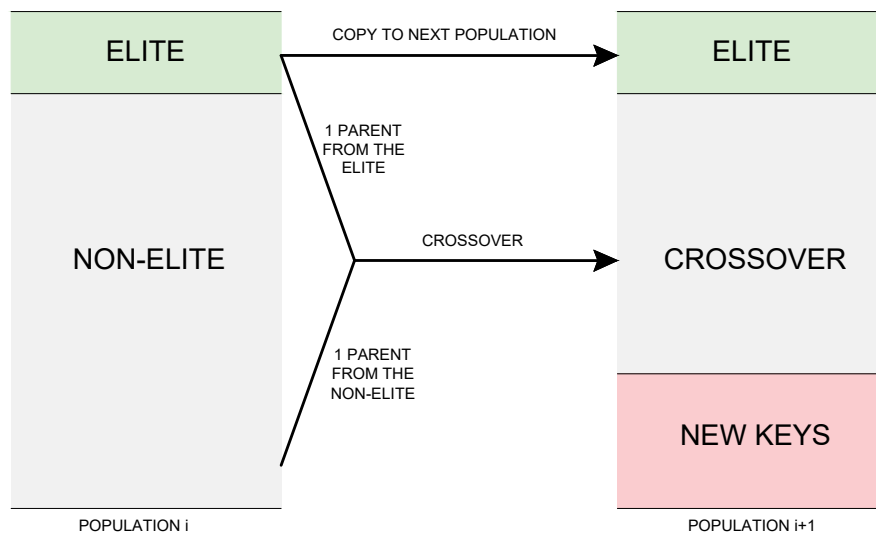 ELITE
COPY TO NEXT POPULATION
ELITE
1 PARENT
FROM THE
ELITE
NON-ELITE
CROSSOVER
CROSSOVER
1 PARENT
FROM THE
NON-ELITE
NEW KEYS
POPULATION i
POPULATION i+1